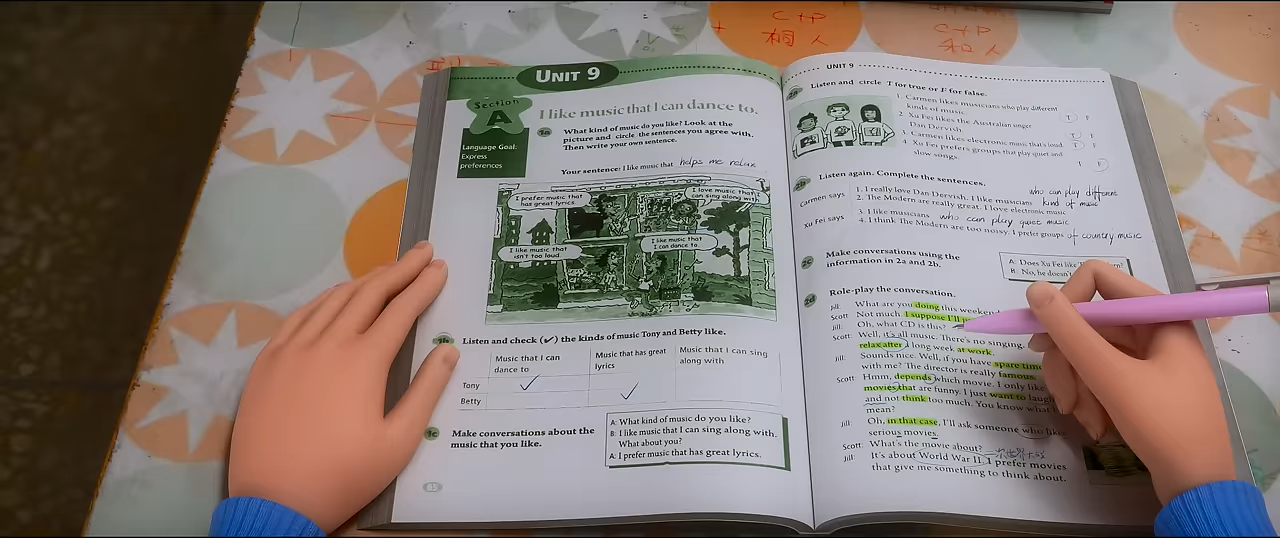 C+P
桐人
C+P
和人
UNIT 9
Section
A
Language Goal:
Express
preferences
I like music that I can dance to.
1a
What kind of music do you like? Look at the
picture and circle the sentences you agree with.
Then write your own sentence.
Your sentence: I like music that helps me relax
I prefer music that
has great lyrics.
I love music that I
can sing along with.
I like music that
isn't too loud.
I like music that
I can dance to.
1b
Listen and check (✓) the kinds of music Tony and Betty like.
Music that I can
dance to
Music that has great
lyrics
Music that I can sing
along with
Tony ✓
Betty ✓
1c
Make conversations about the
music that you like.
A: What kind of music do you like?
B: I like music that I can sing along with.
What about you?
A: I prefer music that has great lyrics.
UNIT 9
2a
Listen and circle T for true or F for false.
1. Carmen likes musicians who play different
kinds of music. T F
2. Xu Fei likes the Australian singer
Dan Dervish. T F
3. Carmen likes electronic music that's loud. T F
4. Xu Fei prefers groups that play quiet and
slow songs. T F
2b
Listen again. Complete the sentences.
Carmen says
1. I really love Dan Dervish. I like musicians who can play different
kind of music
2. The Modern are really great. I love electronic music
Xu Fei says
3. I like musicians who can play quiet music
4. I think The Modern are too noisy. I prefer groups of country music
2c
Make conversations using the
information in 2a and 2b.
A: Does Xu Fei like
B: No, he doesn't
2d
Role-play the conversation.
Jill: What are you doing this weekend
Scott: Not much. I suppose I'll
Jill: Oh, what CD is this?
Scott: Well, it's all music. There's no singing.
relax after a long week at work.
Jill: Sounds nice. Well, if you have spare time
with me? The director is really famous.
Scott: Hmm, depends which movie. I only like
movies that are funny. I just want to laugh
and not think too much. You know what I
mean?
Jill: Oh, in that case, I'll ask someone who likes
serious movies.
Scott: What's the movie about?
Jill: It's about World War II. I prefer movies
that give me something to think about.